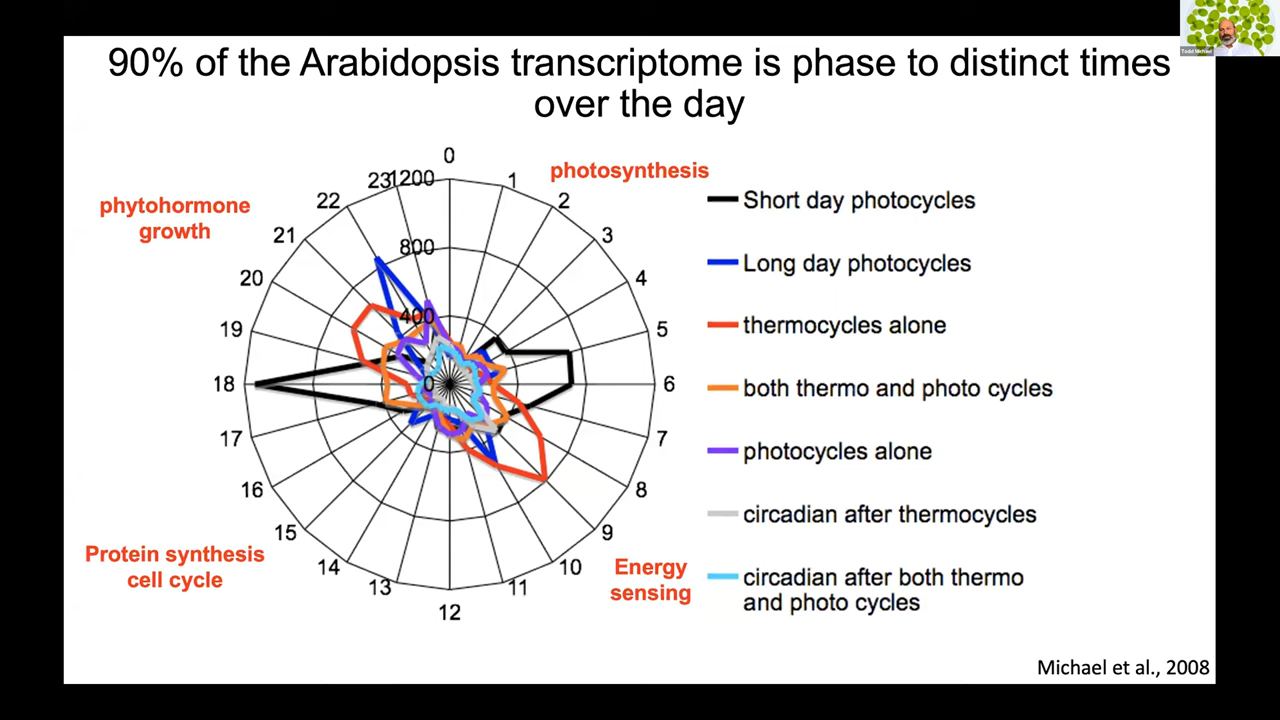 90% of the Arabidopsis transcriptome is phase to distinct times
over the day
Todd Michael
phytohormone
growth
photosynthesis
0
1
2
3
4
5
6
7
8
9
10
11
12
13
14
15
16
17
18
19
20
21
22
23
1200
800
400
0
Protein synthesis
cell cycle
Energy
sensing
Short day photocycles
Long day photocycles
thermocycles alone
both thermo and photo cycles
photocycles alone
circadian after thermocycles
circadian after both thermo
and photo cycles
Michael et al., 2008